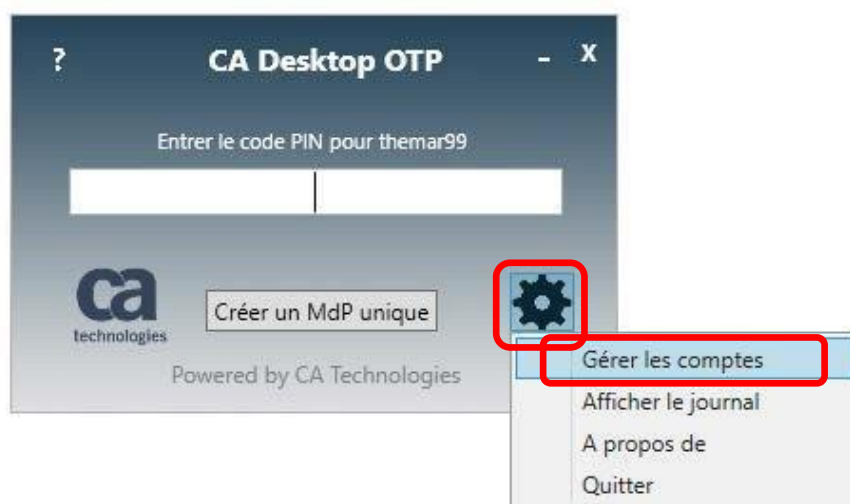 ? CA Desktop OTP - X
Entrer le code PIN pour themar99
ca
technologies
Créer un MdP unique
Powered by CA Technologies
Gérer les comptes
Afficher le journal
A propos de
Quitter